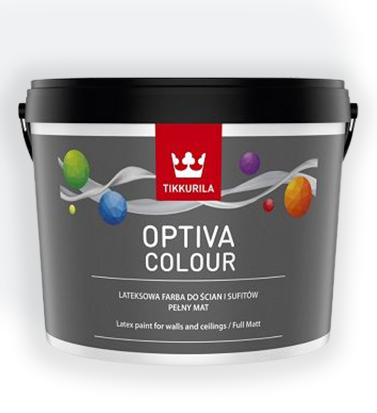 TIKKURILA
OPTIVA
COLOUR
LATEKSOWA FARBA DO ŚCIAN I SUFITÓW
PEŁNY MAT
Latex paint for walls and ceilings / Full Matt